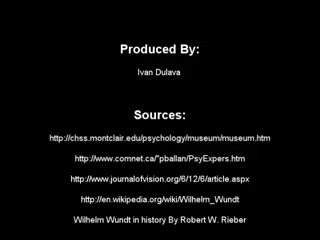 Produced By:
Ivan Dulava
Sources:
http://chss.montclair.edu/psychology/museum/museum.htm
http://www.comnet.ca/~pballan/PsyExpers.htm
http://www.journalofvision.org/6/12/6/article.aspx
http://en.wikipedia.org/wiki/Wilhelm_Wundt
Wilhelm Wundt in history By Robert W. Rieber